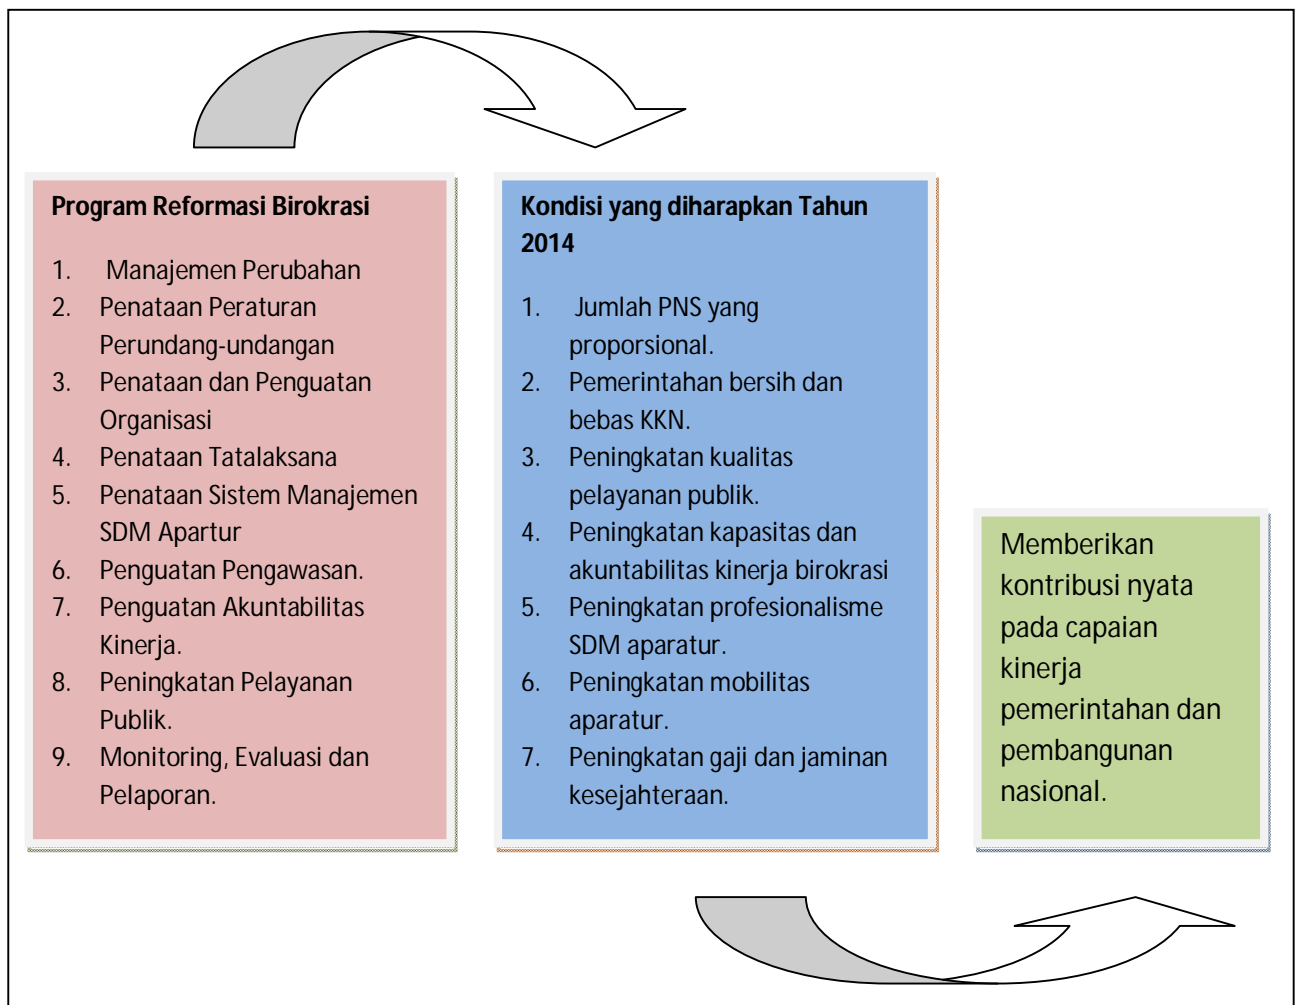 Program Reformasi Birokrasi
1. Manajemen Perubahan
2. Penataan Peraturan
Perundang-undangan
3. Penataan dan Penguatan
Organisasi
4. Penataan Tatalaksana
5. Penataan Sistem Manajemen
SDM Apartur
6. Penguatan Pengawasan.
7. Penguatan Akuntabilitas
Kinerja.
8. Peningkatan Pelayanan
Publik.
9. Monitoring, Evaluasi dan
Pelaporan.
Kondisi yang diharapkan Tahun
2014
1. Jumlah PNS yang
proporsional.
2. Pemerintahan bersih dan
bebas KKN.
3. Peningkatan kualitas
pelayanan publik.
4. Peningkatan kapasitas dan
akuntabilitas kinerja birokrasi
5. Peningkatan profesionalisme
SDM aparatur.
6. Peningkatan mobilitas
aparatur.
7. Peningkatan gaji dan jaminan
kesejahteraan.
Memberikan
kontribusi nyata
pada capaian
kinerja
pemerintahan dan
pembangunan
nasional.